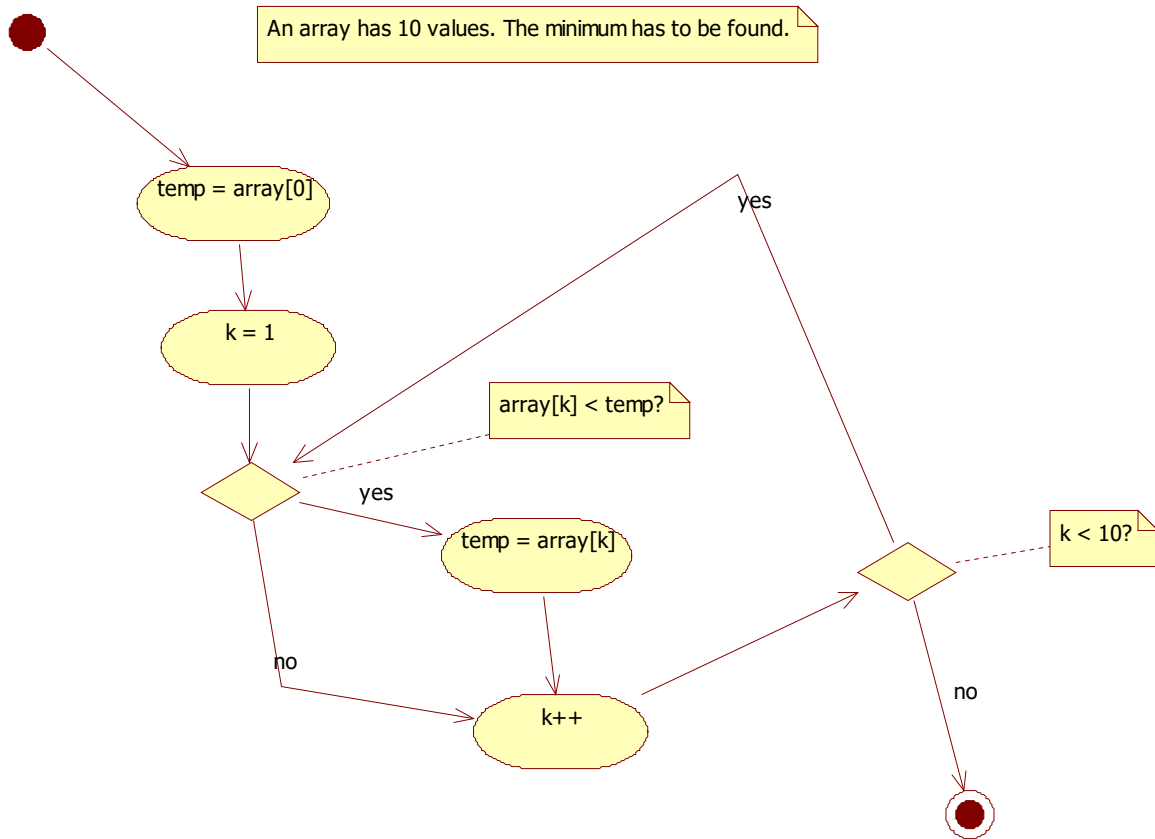 An array has 10 values. The minimum has to be found.
temp = array[0]
yes
k = 1
array[k] < temp?
yes
temp = array[k]
k < 10?
no
k++
no